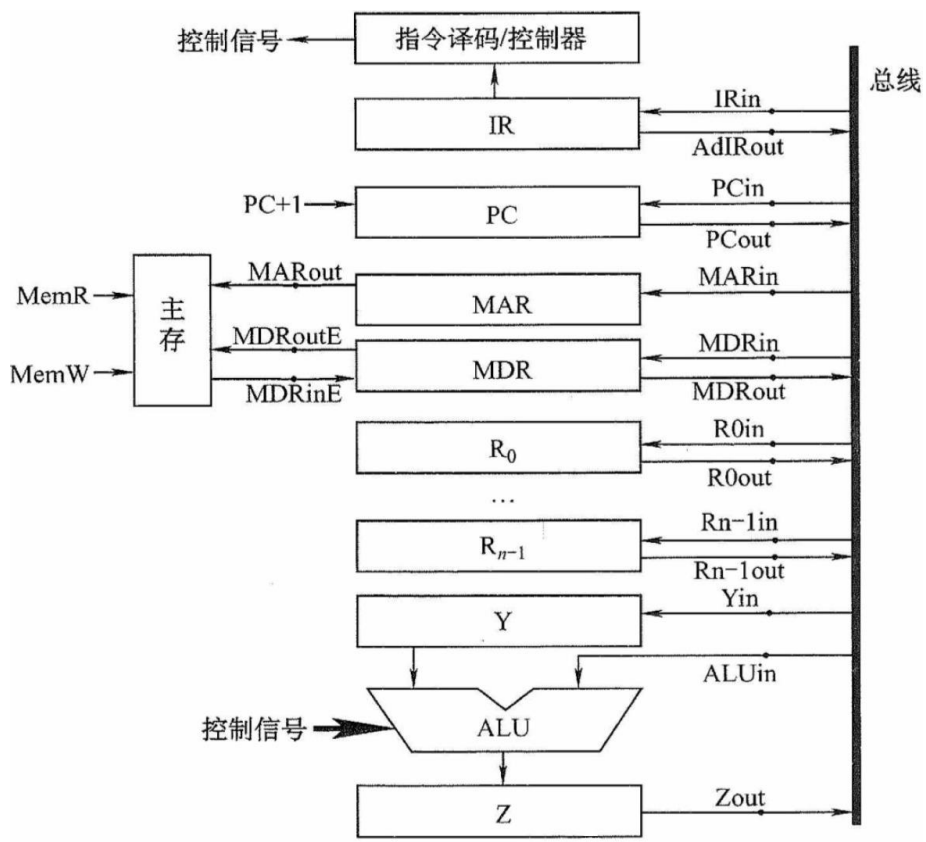 控制信号
指令译码/控制器
总线
IR
IRin
AdIRout
PC+1
PC
PCin
PCout
MemR
MemW
主存
MARout
MAR
MARin
MDRoutE
MDRinE
MDR
MDRin
MDRout
R0
R0in
R0out
…
Rn-1
Rn-1in
Rn-1out
Y
Yin
ALUin
控制信号
ALU
Z
Zout